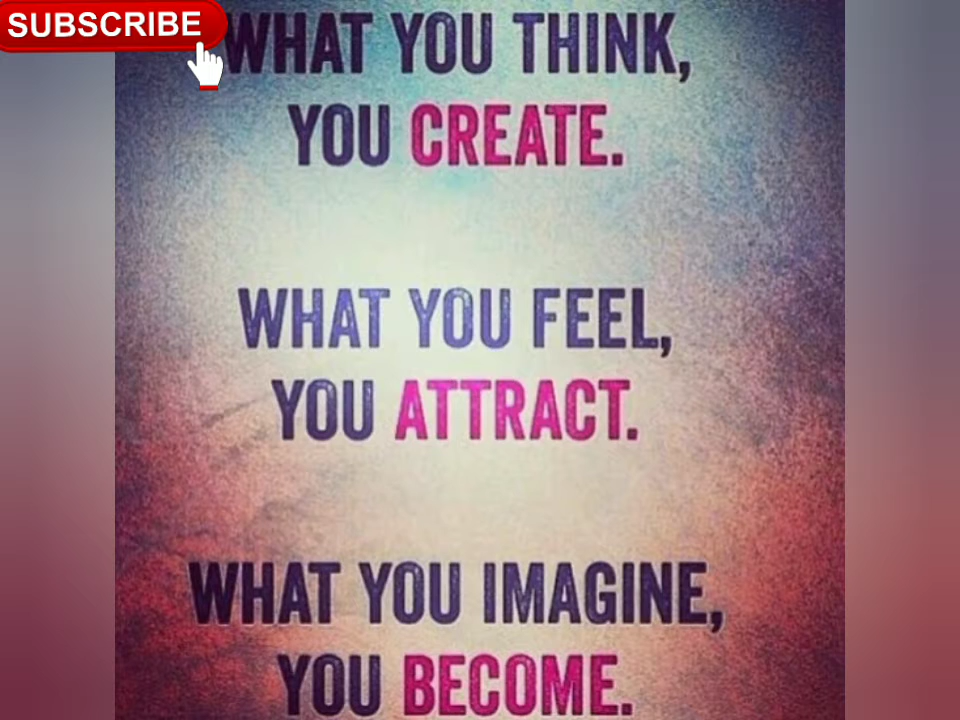 SUBSCRIBE
WHAT YOU THINK,
YOU CREATE.
WHAT YOU FEEL,
YOU ATTRACT.
WHAT YOU IMAGINE,
YOU BECOME.